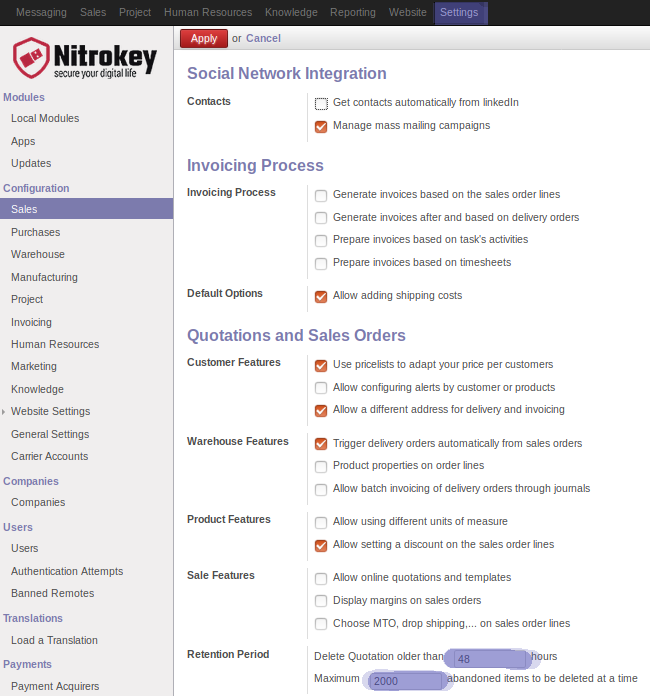 Messaging Sales Project Human Resources Knowledge Reporting Website Settings
Nitrokey
secure your digital life
Modules
Local Modules
Apps
Updates
Configuration
Sales
Purchases
Warehouse
Manufacturing
Project
Invoicing
Human Resources
Marketing
Knowledge
Website Settings
General Settings
Carrier Accounts
Companies
Companies
Users
Users
Authentication Attempts
Banned Remotes
Translations
Load a Translation
Payments
Payment Acquirers
Apply or Cancel
Social Network Integration
Contacts
Get contacts automatically from linkedIn
Manage mass mailing campaigns
Invoicing Process
Invoicing Process
Generate invoices based on the sales order lines
Generate invoices after and based on delivery orders
Prepare invoices based on task's activities
Prepare invoices based on timesheets
Default Options
Allow adding shipping costs
Quotations and Sales Orders
Customer Features
Use pricelists to adapt your price per customers
Allow configuring alerts by customer or products
Allow a different address for delivery and invoicing
Warehouse Features
Trigger delivery orders automatically from sales orders
Product properties on order lines
Allow batch invoicing of delivery orders through journals
Product Features
Allow using different units of measure
Allow setting a discount on the sales order lines
Sale Features
Allow online quotations and templates
Display margins on sales orders
Choose MTO, drop shipping,... on sales order lines
Retention Period
Delete Quotation older than 48 hours
Maximum 2000 abandoned items to be deleted at a time